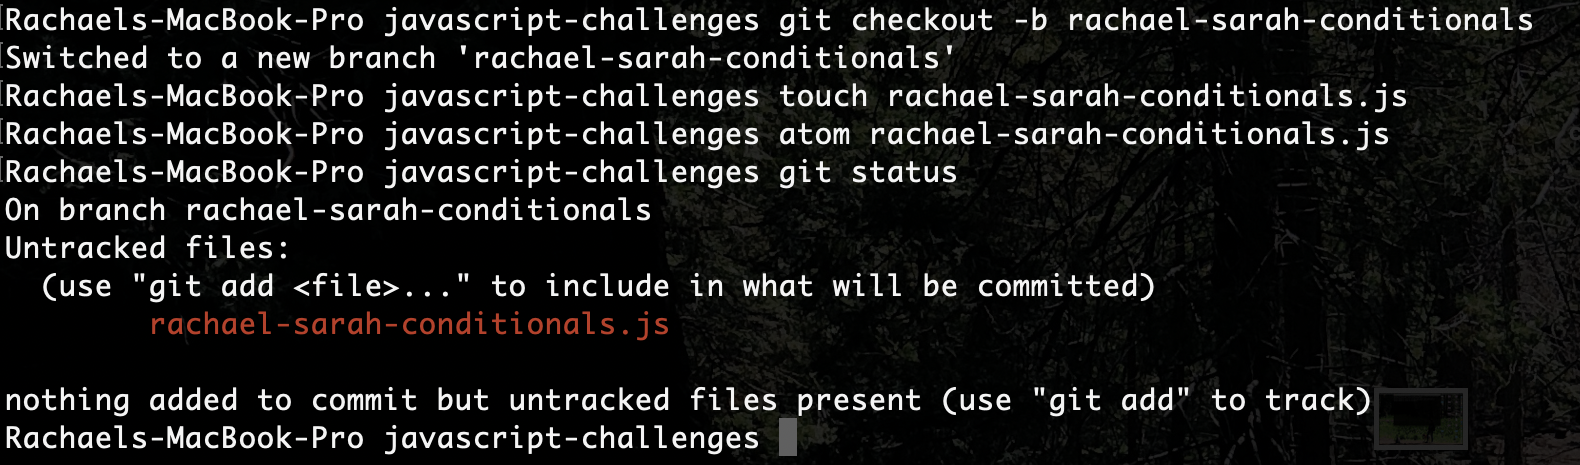 Rachaels-MacBook-Pro javascript-challenges git checkout -b rachael-sarah-conditionals
Switched to a new branch 'rachael-sarah-conditionals'
Rachaels-MacBook-Pro javascript-challenges touch rachael-sarah-conditionals.js
Rachaels-MacBook-Pro javascript-challenges atom rachael-sarah-conditionals.js
Rachaels-MacBook-Pro javascript-challenges git status
On branch rachael-sarah-conditionals
Untracked files:
  (use "git add <file>..." to include in what will be committed)
        rachael-sarah-conditionals.js
nothing added to commit but untracked files present (use "git add" to track)
Rachaels-MacBook-Pro javascript-challenges